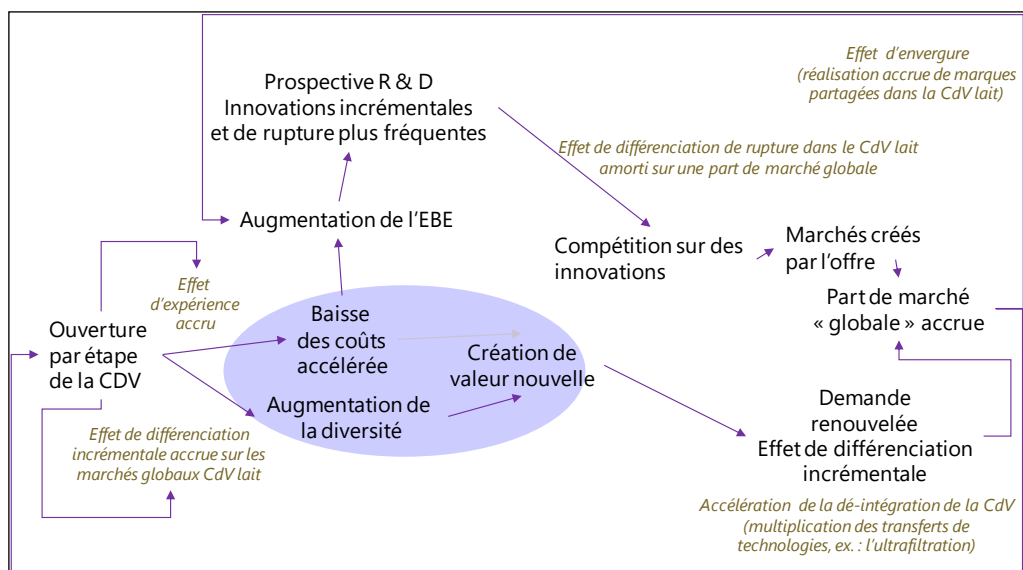 Effet d'envergure
(réalisation accrue de marques
partagées dans la CdV lait)
Prospective R & D
Innovations incrémentales
et de rupture plus fréquentes
Effet de différenciation de rupture dans le CdV lait
amorti sur une part de marché globale
Augmentation de l'EBE
Compétition sur des
innovations
Marchés créés
par l'offre
Effet
d'expérience
accru
Part de marché
« globale » accrue
Ouverture
par étape
de la CDV
Baisse
des coûts
accélérée
Création de
valeur nouvelle
Augmentation de
la diversité
Effet de différenciation
incrémentale accrue sur les
marchés globaux CdV lait
Demande
renouvelée
Effet de différenciation
incrémentale
Accélération de la dé-intégration de la CdV
(multiplication des transferts de
technologies, ex. : l'ultrafiltration)